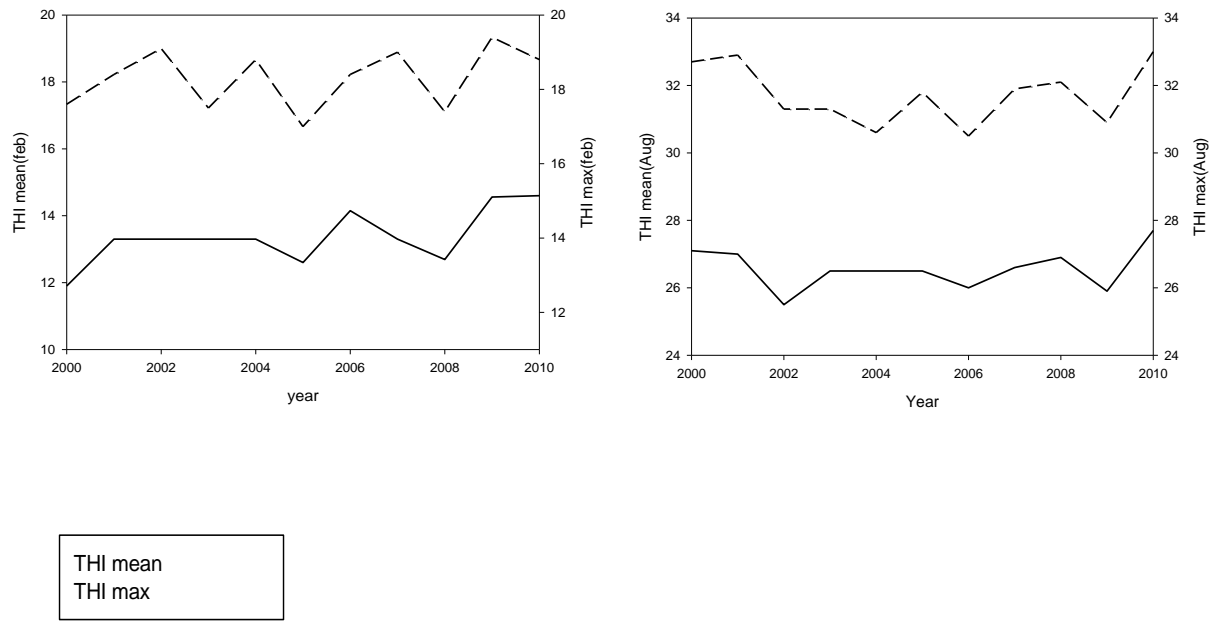 20
18
16
14
12
10
THI mean(feb)
20
18
16
14
12
THI max(feb)
2000 2002 2004 2006 2008 2010
year
34
32
30
28
26
24
THI mean(Aug)
34
32
30
28
26
24
THI max(Aug)
2000 2002 2004 2006 2008 2010
Year
THI mean
THI max